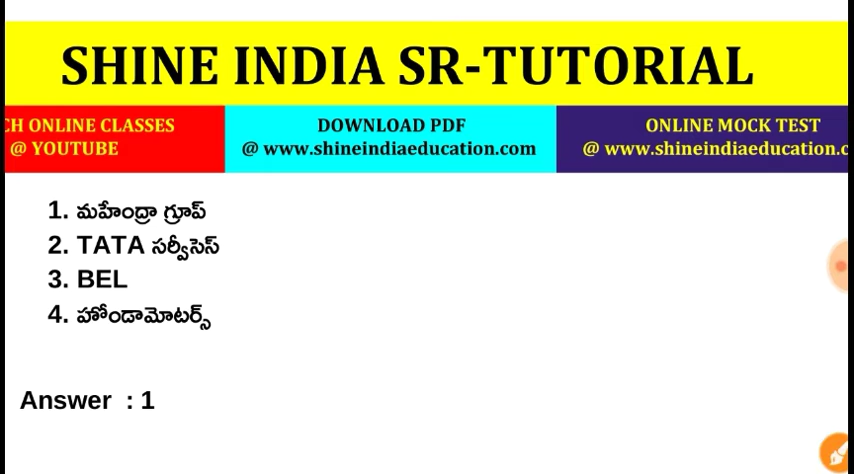 SHINE INDIA SR-TUTORIAL
CH ONLINE CLASSES
@ YOUTUBE
DOWNLOAD PDF
@ www.shineindiaeducation.com
ONLINE MOCK TEST
@ www.shineindiaeducation.c
1. మహేంద్రా గ్రూప్
2. TATA సర్వీసెస్
3. BEL
4. హోండామోటర్స్
Answer : 1